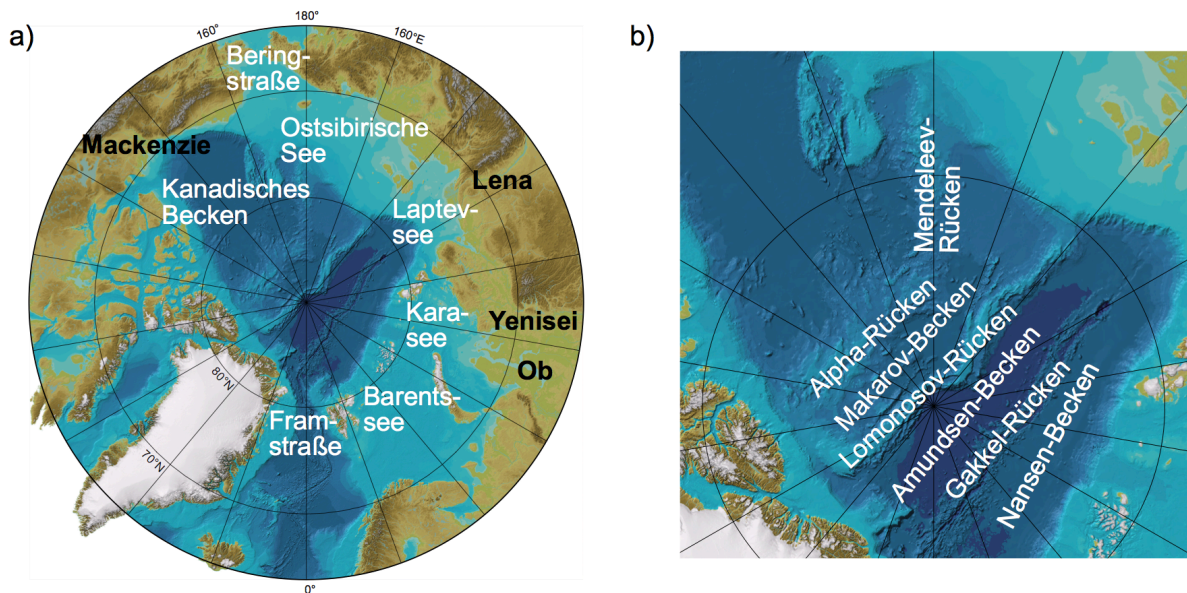 a)
180°
160°
160°E
Bering-
straße
Mackenzie
Ostsibirische
See
Kanadisches
Becken
Lena
Laptev-
see
Kara-
see
Yenisei
Ob
Barents-
see
Fram-
straße
80°N
70°N
0°
b)
Mendeleev-
Rücken
Alpha-Rücken
Makarov-Becken
Lomonosov-Rücken
Amundsen-Becken
Gakkel-Rücken
Nansen-Becken